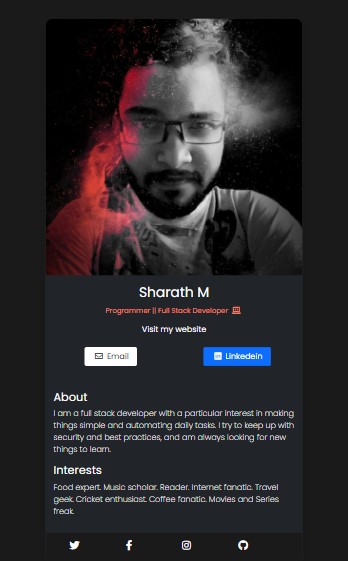 Sharath M
Programmer || Full Stack Developer
Visit my website
Email
Linkedein
About
I am a full stack developer with a particular interest in making
things simple and automating daily tasks. I try to keep up with
security and best practices, and am always looking for new
things to learn.
Interests
Food expert. Music scholar. Reader. Internet fanatic. Travel
geek. Cricket enthusiast. Coffee fanatic. Movies and Series
freak.